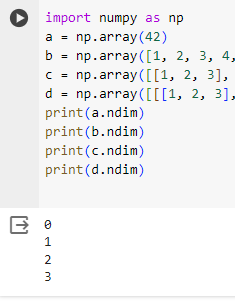 import numpy as np
a = np.array(42)
b = np.array([1, 2, 3, 4,
c = np.array([[1, 2, 3],
d = np.array([[[1, 2, 3],
print(a.ndim)
print(b.ndim)
print(c.ndim)
print(d.ndim)
0
1
2
3